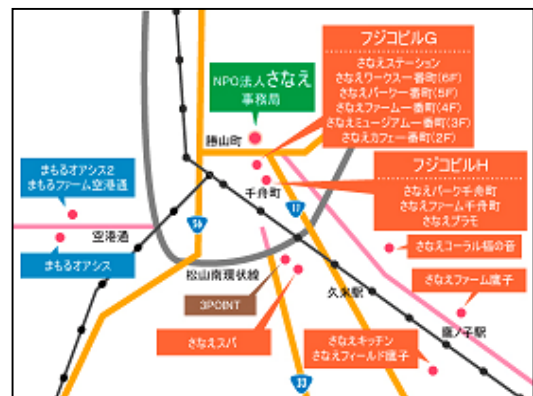 フジコビルG
さなえステーション
さなえワークス一番町(6F)
さなえパーク一番町(5F)
さなえファーム一番町(4F)
さなえミュージアム一番町(3F)
さなえカフェ一番町(2F)
NPO法人さなえ
事務局
勝山町
フジコビルH
さなえパーク千舟町
さなえファーム千舟町
さなえプラモ
千舟町
まもるオアシス2
まもるファーム空港通
空港通
まもるオアシス
56
11
さなえコーラル福の音
松山南環状線
3POINT
さなえスパ
久米駅
さなえファーム鷹子
鷹ノ子駅
さなえキッチン
さなえフィールド鷹子
33